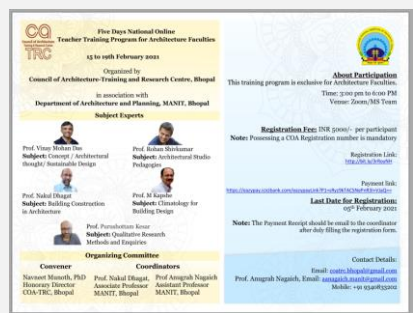 COA
Council of Architecture
TRC
Five Days National Online
Teacher Training Program for Architecture Faculties
15 to 19th February 2021
Organized by
Council of Architecture-Training and Research Centre, Bhopal
in association with
Department of Architecture and Planning, MANIT, Bhopal
Subject Experts
Prof. Vinay Mohan Das
Subject: Concept / Architectural
thought/ Sustainable Design
Prof. Rohan Shivkumar
Subject: Architectural Studio
Pedagogies
Prof. Nakul Dhagat
Subject: Building Construction
in Architecture
Prof. M Kapshe
Subject: Climatology for
Building Design
Prof. Purushottam Kesar
Subject: Qualitative Research
Methods and Enquiries
Organizing Committee
Convener
Navneet Munoth, PhD
Honorary Director
COA-TRC, Bhopal
Coordinators
Prof. Nakul Dhagat,
Associate Professor
MANIT, Bhopal
Prof Anugrah Nagaich
Assistant Professor
MANIT, Bhopal
About Participation
This training program is exclusive for Architecture Faculties.
Time: 3:00 pm to 6:00 PM
Venue: Zoom/MS Team
Registration Fee: INR 5000/- per participant
Note: Possessing a COA Registration number is mandatory
Registration Link:
Payment link:
Last Date for Registration:
05th February 2021
Note: The Payment Receipt should be email to the coordinator
after duly filling the registration form.
Contact Details:
Email: coatrc.bhopal@gmail.com
Prof. Anugrah Nagaich, Email: aanagaich.manit@gmail.com
Mobile: +91 9340833202